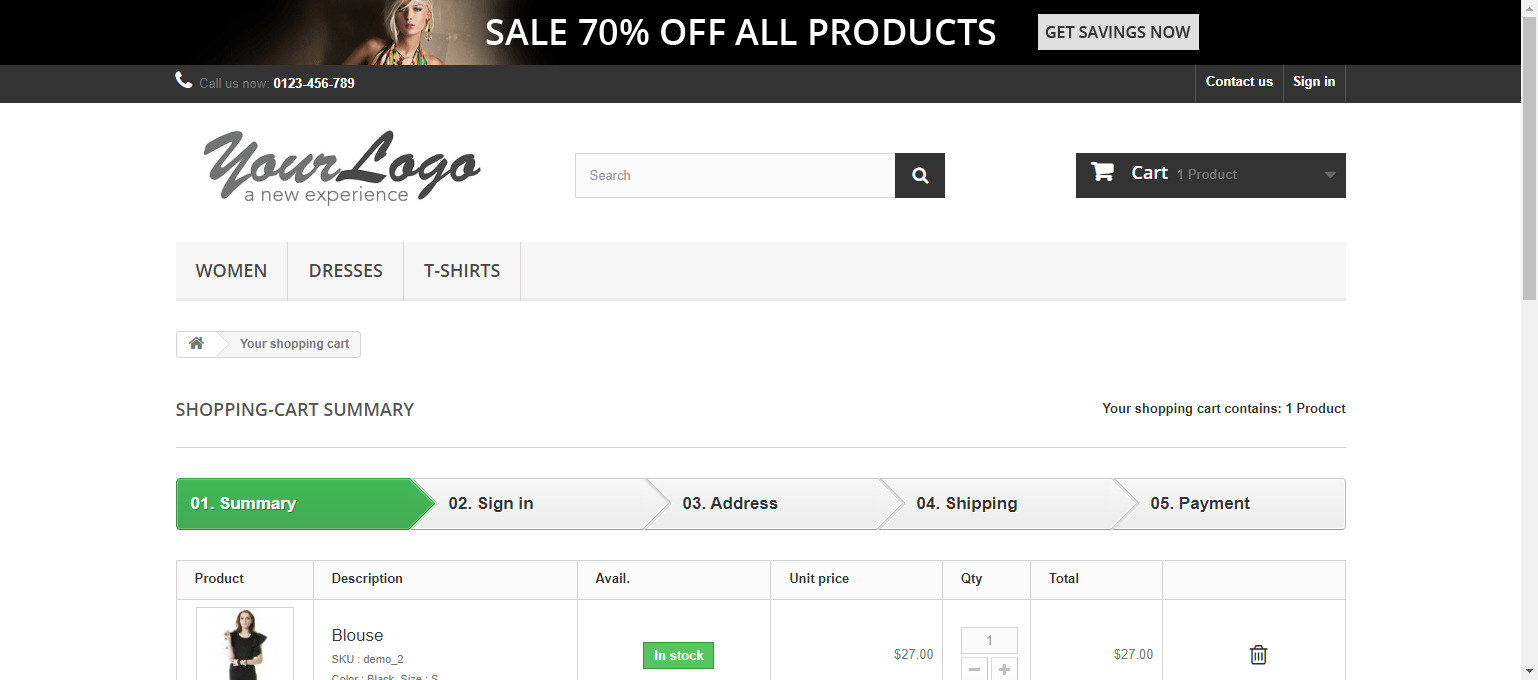 SALE 70% OFF ALL PRODUCTS GET SAVINGS NOW
Call us now: 0123-456-789 Contact us Sign in
YourLogo
a new experience
Search
Cart 1 Product
WOMEN DRESSES T-SHIRTS
Your shopping cart
SHOPPING-CART SUMMARY Your shopping cart contains: 1 Product
01. Summary 02. Sign in 03. Address 04. Shipping 05. Payment
Product Description Avail. Unit price Qty Total
Blouse
SKU : demo_2
Color : Black, Size : S
In stock
$27.00
1
$27.00